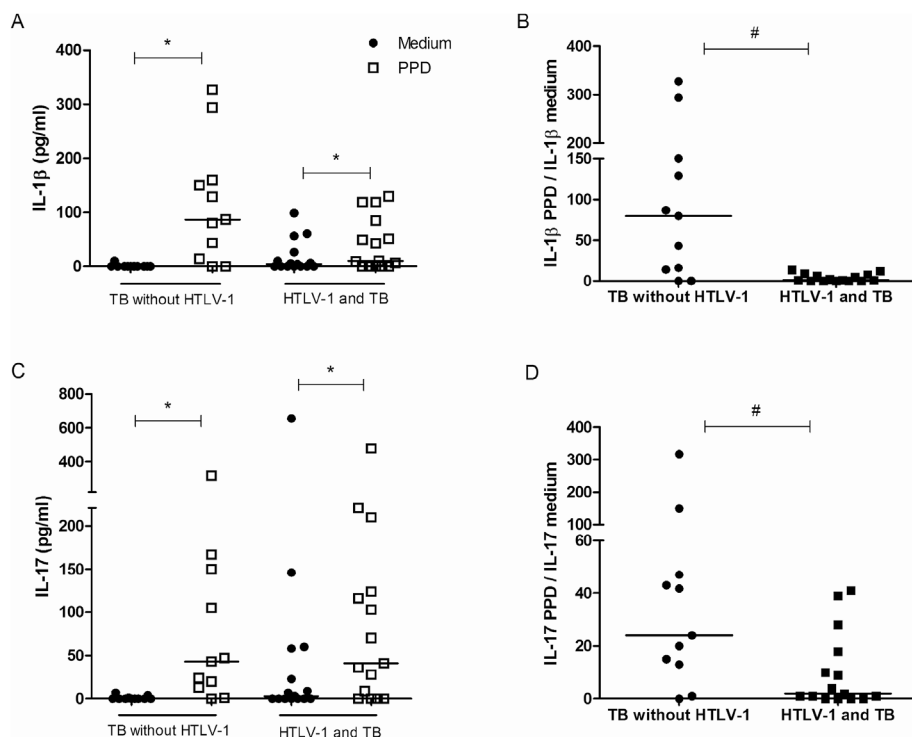 A
IL-1β (pg/ml)
400
300
200
100
0
*
*
Medium
PPD
TB without HTLV-1
HTLV-1 and TB
B
IL-1β PPD / IL-1β medium
400
300
200
150
100
50
0
#
TB without HTLV-1
HTLV-1 and TB
C
IL-17 (pg/ml)
800
600
400
200
150
100
50
0
*
*
TB without HTLV-1
HTLV-1 and TB
D
IL-17 PPD / IL-17 medium
400
300
200
100
60
40
20
0
#
TB without HTLV-1
HTLV-1 and TB